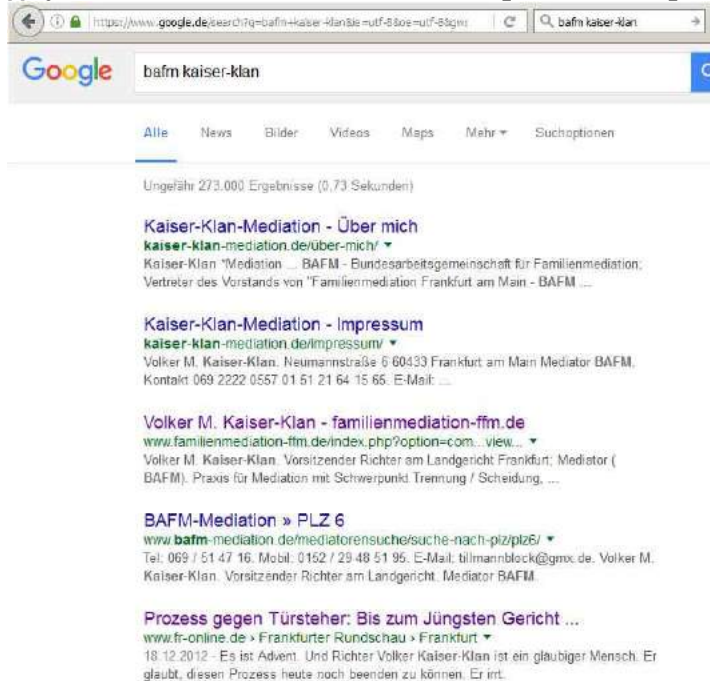 https://www.google.de/search?q=bafm+kaiser-klan&ie=utf-8&oe=utf-8&gws
bafm kaiser-klan
Google
bafm kaiser-klan
Alle News Bilder Videos Maps Mehr Suchoptionen
Ungefähr 273.000 Ergebnisse (0,73 Sekunden)
Kaiser-Klan-Mediation - Über mich
kaiser-klan-mediation.de/über-mich/
Kaiser-Klan "Mediation ... BAFM - Bundesarbeitsgemeinschaft für Familienmediation;
Vertreter des Vorstands von "Familienmediation Frankfurt am Main - BAFM ...
Kaiser-Klan-Mediation - Impressum
kaiser-klan-mediation.de/impressum/
Volker M. Kaiser-Klan. Neumannstraße 6 60433 Frankfurt am Main Mediator BAFM.
Kontakt 069 2222 0557 01 51 21 64 15 65. E-Mail: ...
Volker M. Kaiser-Klan - familienmediation-ffm.de
www.familienmediation-ffm.de/index.php?option=com...view...
Volker M. Kaiser-Klan. Vorsitzender Richter am Landgericht Frankfurt; Mediator (
BAFM). Praxis für Mediation mit Schwerpunkt Trennung / Scheidung, ...
BAFM-Mediation » PLZ 6
www.bafm-mediation.de/mediatorensuche/suche-nach-plz/plz6/
Tel: 069 / 51 47 16. Mobil: 0152 / 29 48 51 95. E-Mail: tillmannblock@gmx.de. Volker M.
Kaiser-Klan. Vorsitzender Richter am Landgericht. Mediator BAFM.
Prozess gegen Türsteher: Bis zum Jüngsten Gericht ...
www.fr-online.de › Frankfurter Rundschau › Frankfurt
18.12.2012 - Es ist Advent. Und Richter Volker Kaiser-Klan ist ein gläubiger Mensch. Er
glaubt, diesen Prozess heute noch beenden zu können. Er irrt.